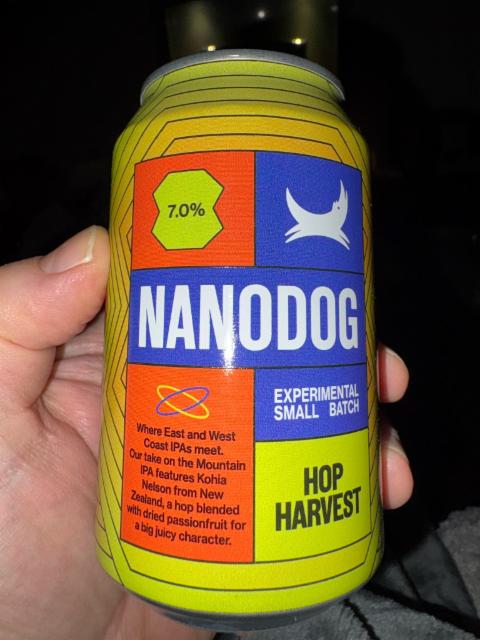 7.0%
NANODOG
Where East and West
Coast IPAs meet.
Our take on the Mountain
IPA features Kohia
Nelson from New
Zealand, a hop blended
with dried passionfruit for
a big juicy character.
EXPERIMENTAL
SMALL BATCH
HOP
HARVEST